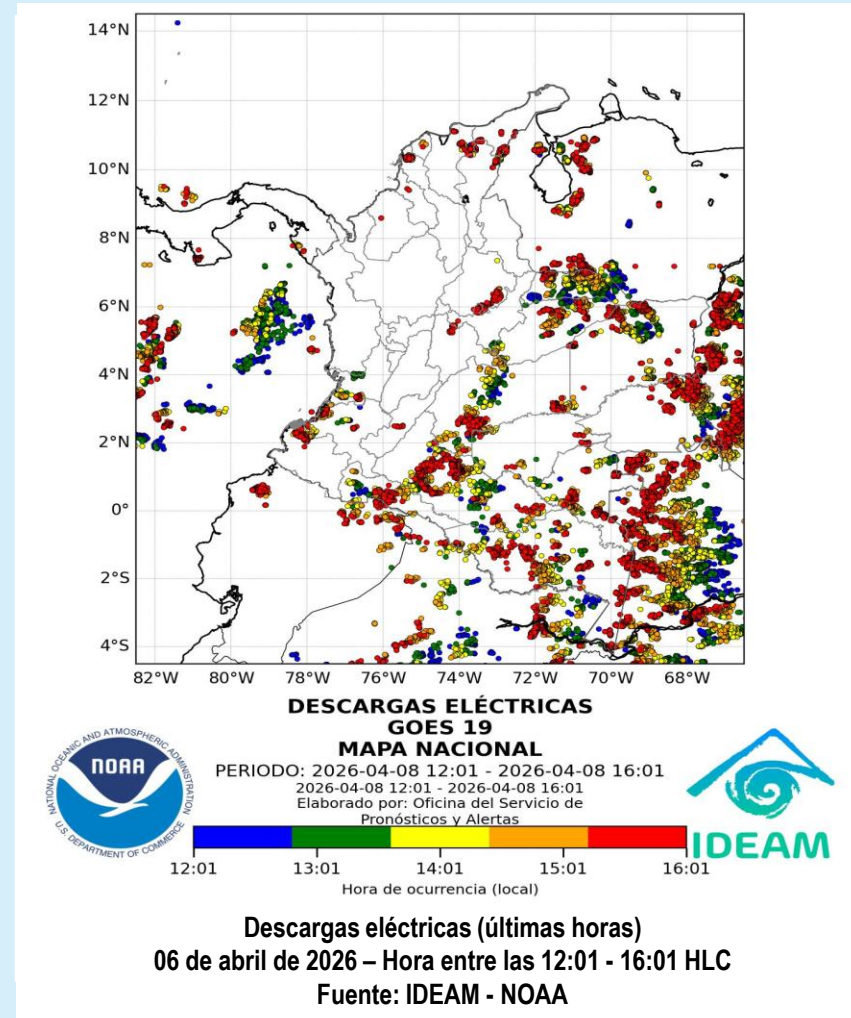 14°N
12°N
10°N
8°N
6°N
4°N
2°N
0°
2°S
4°S
82°W 80°W 78°W 76°W 74°W 72°W 70°W 68°W
DESCARGAS ELÉCTRICAS
GOES 19
MAPA NACIONAL
PERIODO: 2026-04-08 12:01 - 2026-04-08 16:01
2026-04-08 12:01 - 2026-04-08 16:01
Elaborado por: Oficina del Servicio de
Pronósticos y Alertas
NATIONAL OCEANIC AND ATMOSPHERIC ADMINISTRATION
NOAA
U.S. DEPARTMENT OF COMMERCE
IDEAM
12:01 13:01 14:01 15:01 16:01
Hora de ocurrencia (local)
Descargas eléctricas (últimas horas)
06 de abril de 2026 – Hora entre las 12:01 - 16:01 HLC
Fuente: IDEAM - NOAA